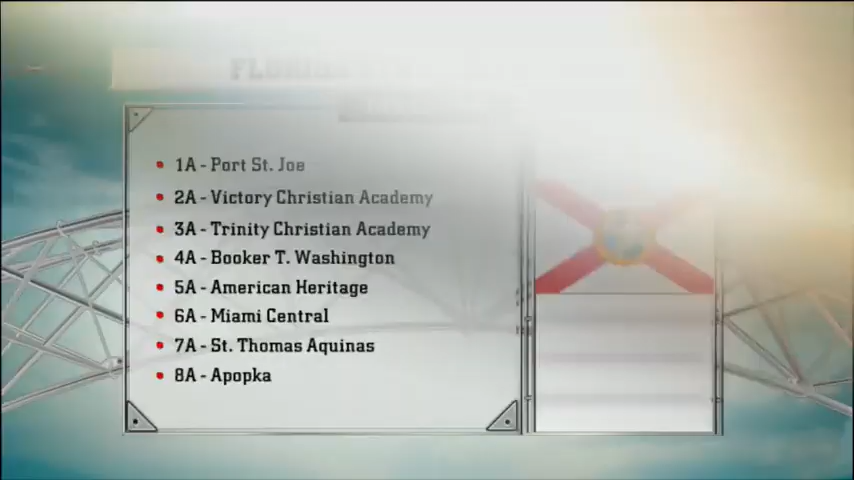 FLORIDA
1A - Port St. Joe
2A - Victory Christian Academy
3A - Trinity Christian Academy
4A - Booker T. Washington
5A - American Heritage
6A - Miami Central
7A - St. Thomas Aquinas
8A - Apopka